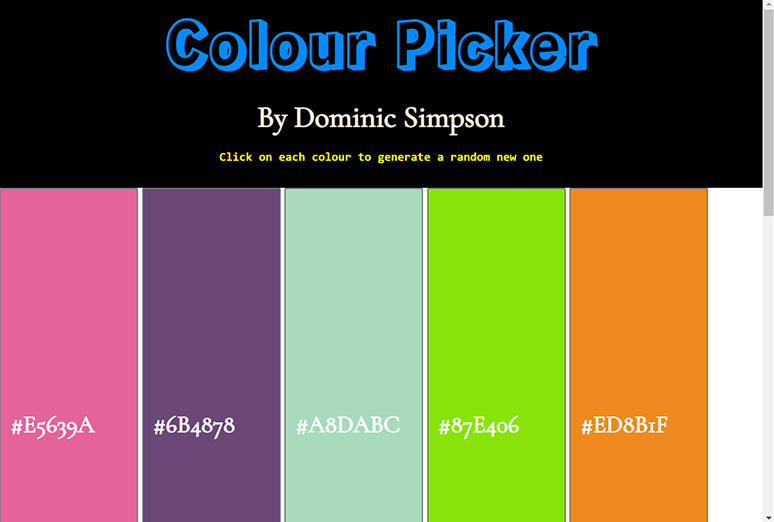 Colour Picker
By Dominic Simpson
Click on each colour to generate a random new one
#E5639A
#6B4878
#A8DABC
#87E406
#ED8B1F